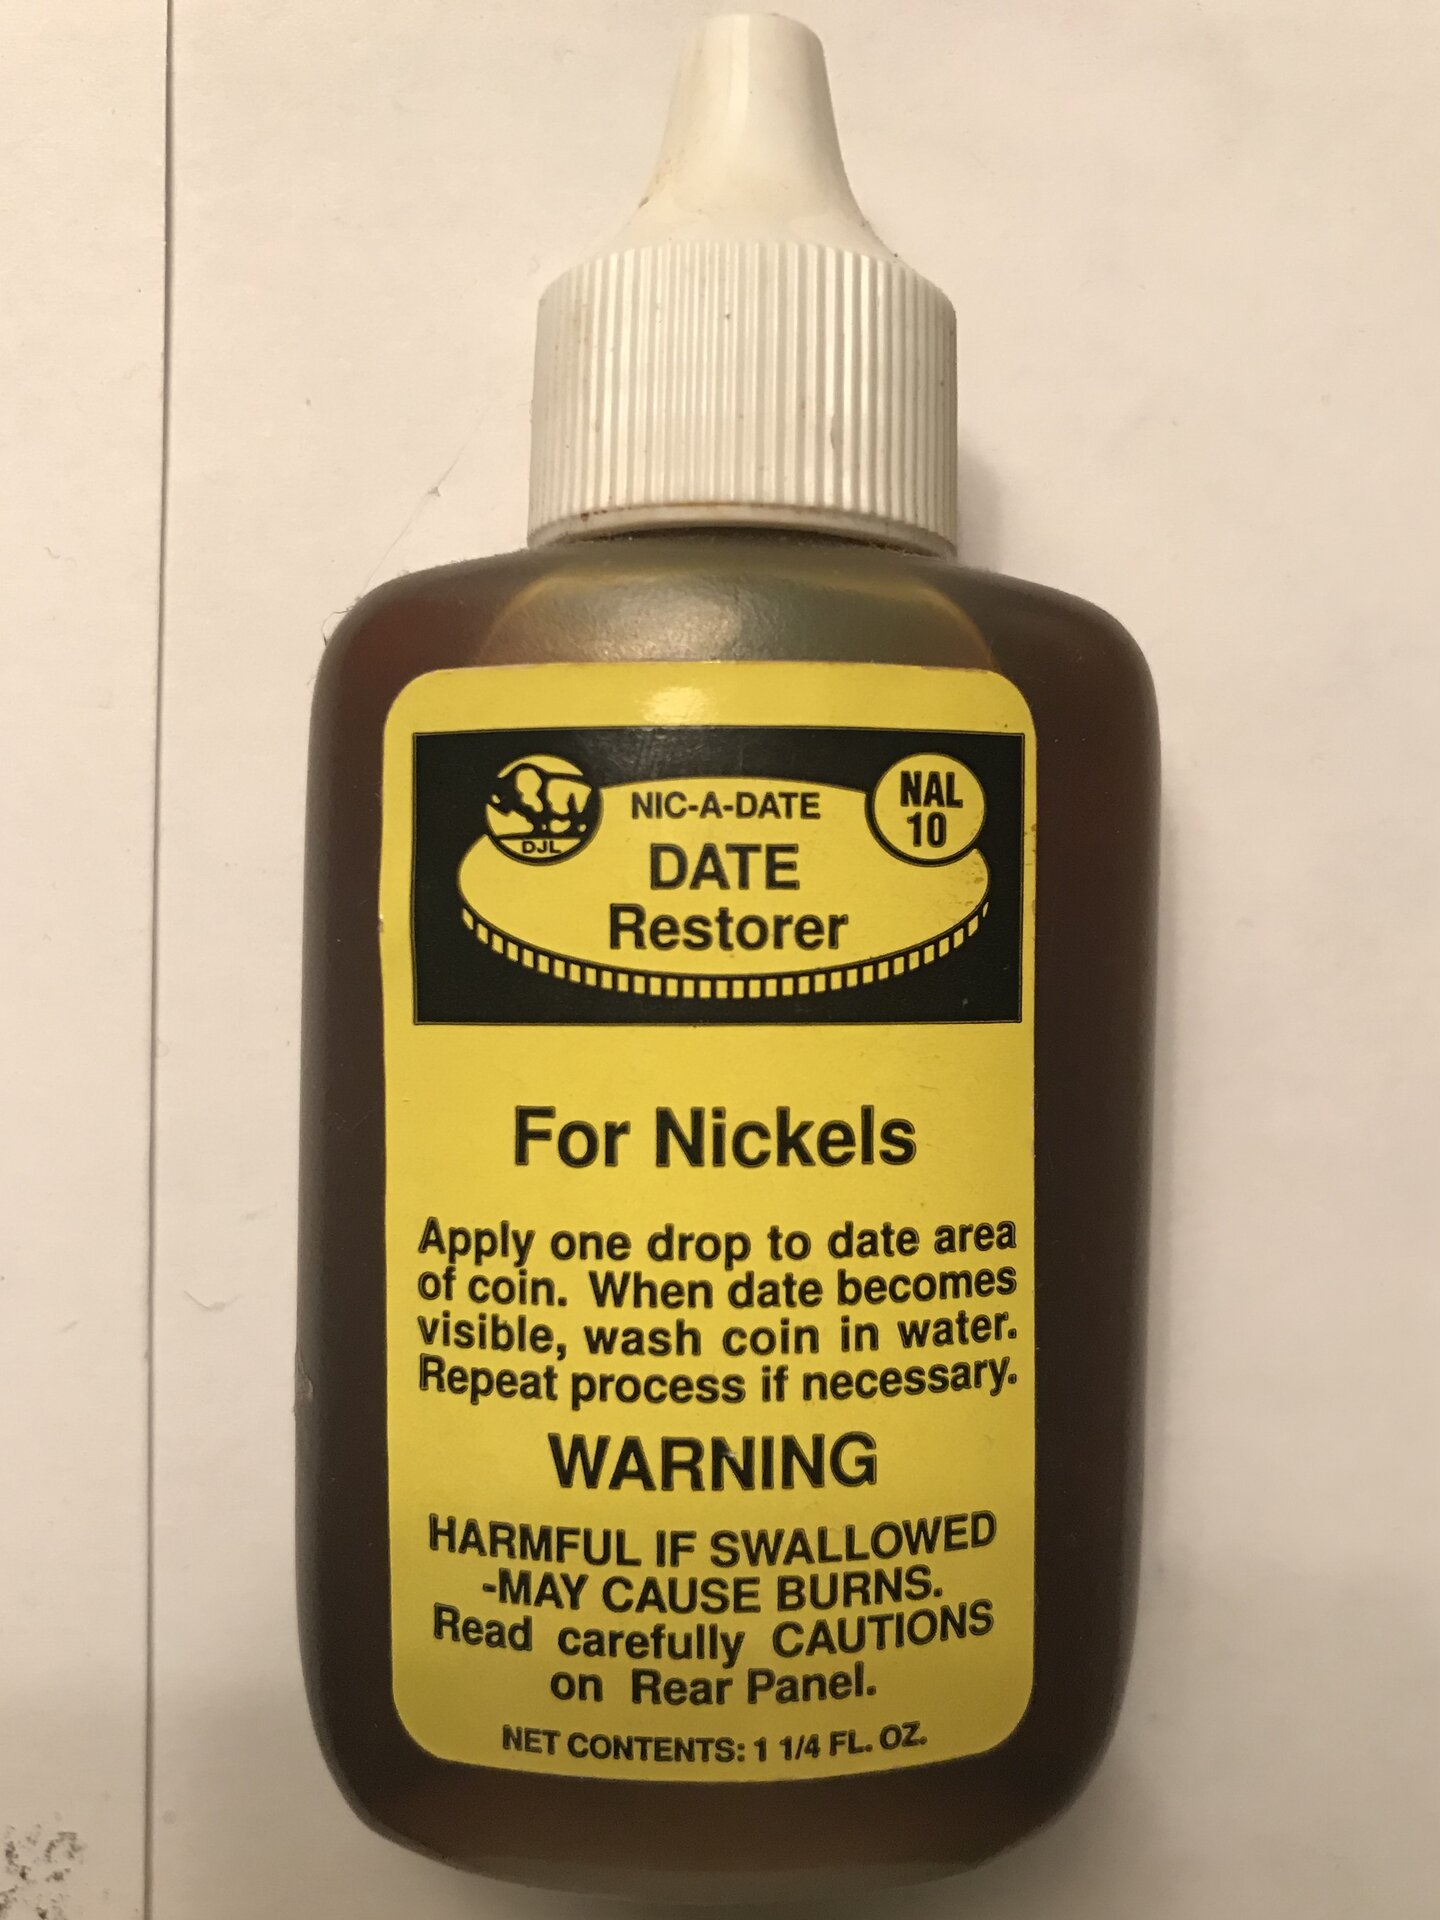 NIC-A-DATE
DATE
Restorer
DJL
NAL
10
For Nickels
Apply one drop to date area
of coin. When date becomes
visible, wash coin in water.
Repeat process if necessary.
WARNING
HARMFUL IF SWALLOWED
-MAY CAUSE BURNS.
Read carefully CAUTIONS
on Rear Panel.
NET CONTENTS: 1 1/4 FL. OZ.